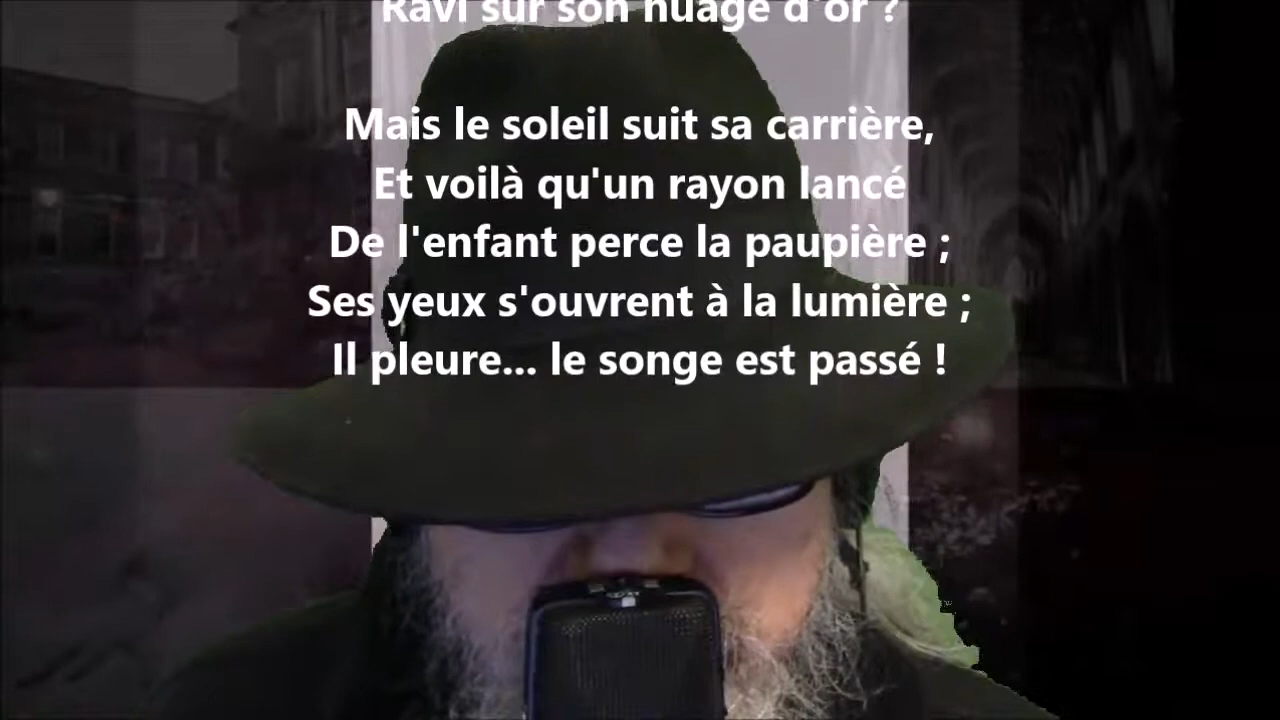 Ravi sur son nuage d'or ?
Mais le soleil suit sa carrière,
Et voilà qu'un rayon lancé
De l'enfant perce la paupière ;
Ses yeux s'ouvrent à la lumière ;
Il pleure... le songe est passé !